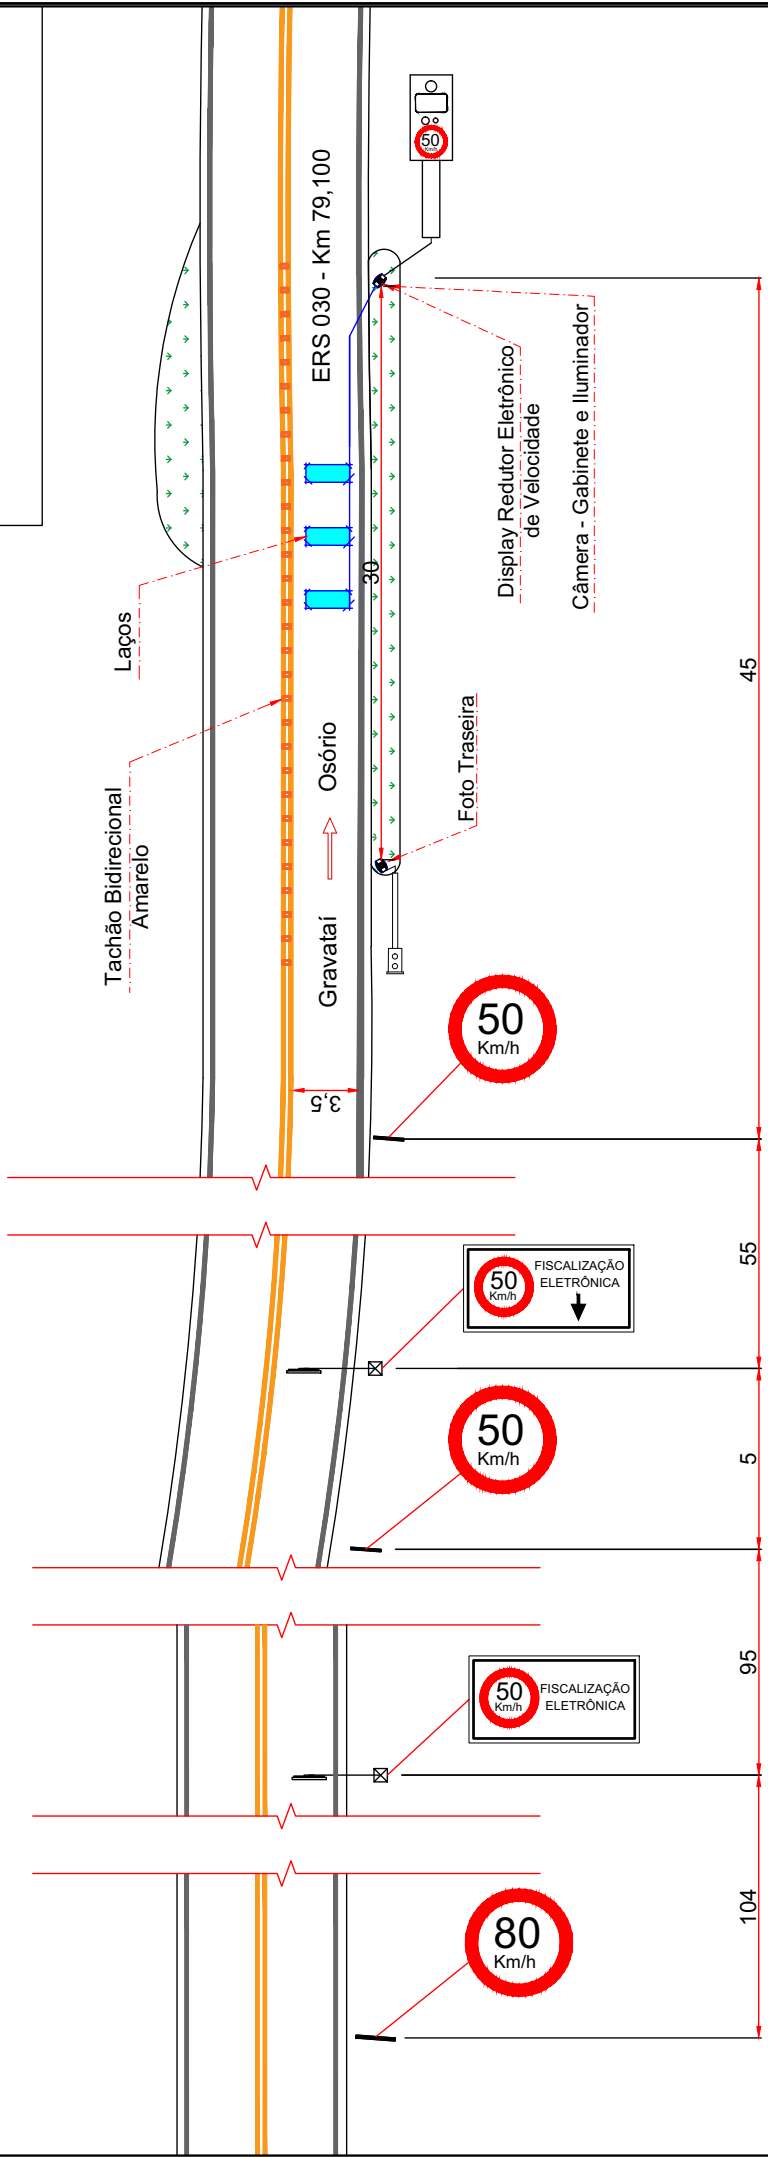 50
Km/h
ERS 030 - Km 79,100
Display Redutor Eletrônico
de Velocidade
Câmera - Gabinete e Iluminador
Laços
30
45
Tachão Bidirecional
Amarelo
Osório
Gravataí
Foto Traseira
50
Km/h
3,5
55
50
Km/h
FISCALIZAÇÃO
ELETRÔNICA
50
Km/h
5
95
50
Km/h
FISCALIZAÇÃO
ELETRÔNICA
104
80
Km/h